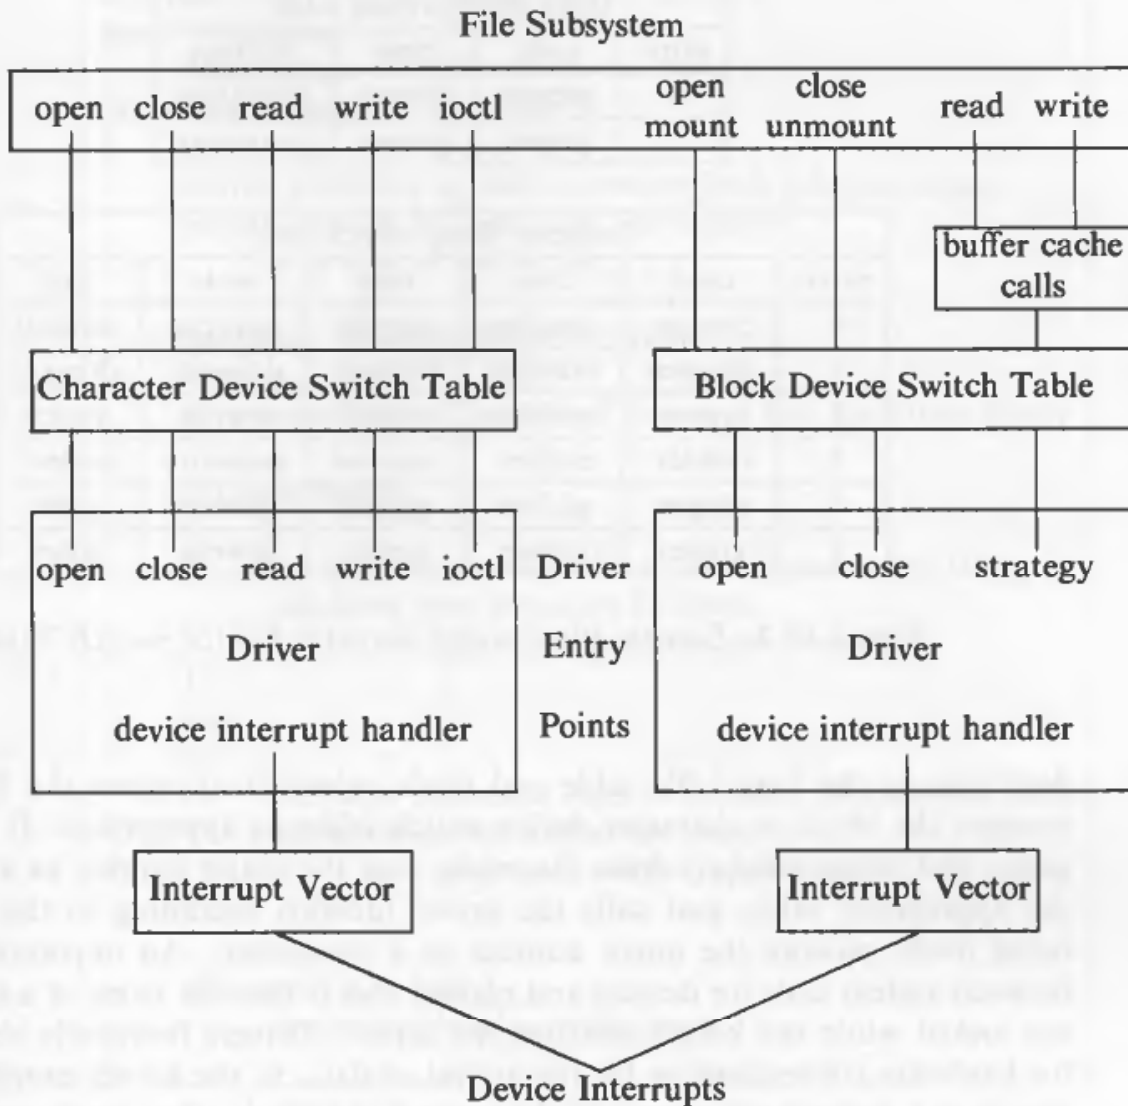 File Subsystem
open close read write ioctl
open mount
close unmount
read write
buffer cache
calls
Character Device Switch Table
Block Device Switch Table
open close read write ioctl
Driver
open close strategy
Driver
Entry
Driver
device interrupt handler
Points
device interrupt handler
Interrupt Vector
Interrupt Vector
Device Interrupts